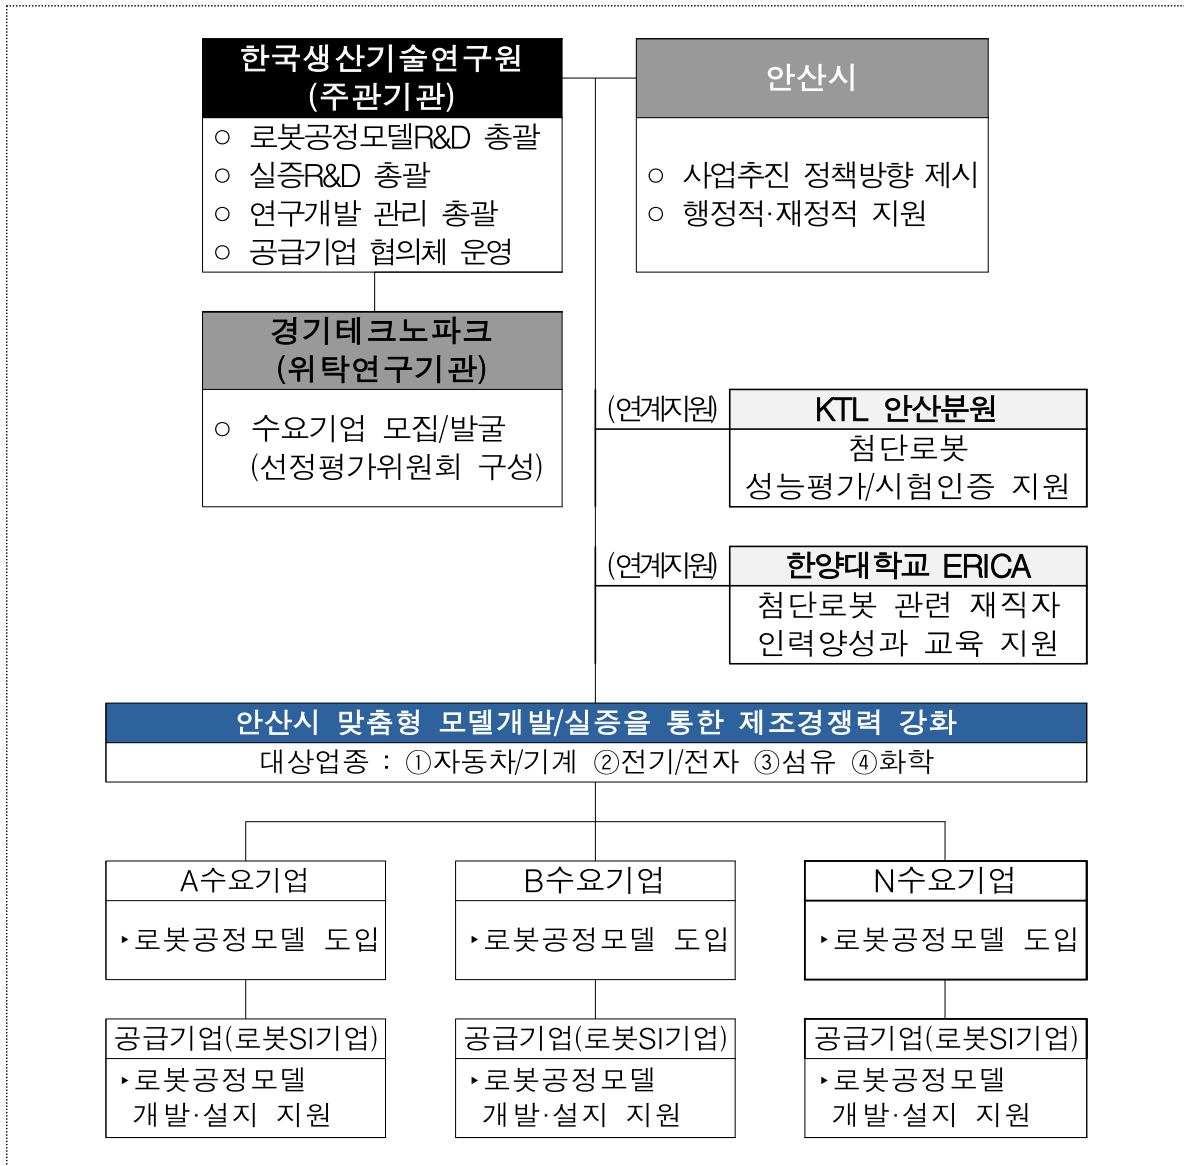 한국생산기술연구원
(주관기관)
○ 로봇공정모델R&D 총괄
○ 실증R&D 총괄
○ 연구개발 관리 총괄
○ 공급기업 협의체 운영
안산시
○ 사업추진 정책방향 제시
○ 행정적·재정적 지원
경기테크노파크
(위탁연구기관)
○ 수요기업 모집/발굴
(선정평가위원회 구성)
(연계지원)
KTL 안산분원
첨단로봇
성능평가/시험인증 지원
(연계지원)
한양대학교 ERICA
첨단로봇 관련 재직자
인력양성과 교육 지원
안산시 맞춤형 모델개발/실증을 통한 제조경쟁력 강화
대상업종 : ①자동차/기계 ②전기/전자 ③섬유 ④화학
A수요기업
‣로봇공정모델 도입
B수요기업
‣로봇공정모델 도입
N수요기업
‣로봇공정모델 도입
공급기업(로봇SI기업)
‣로봇공정모델
개발·설지 지원
공급기업(로봇SI기업)
‣로봇공정모델
개발·설지 지원
공급기업(로봇SI기업)
‣로봇공정모델
개발·설지 지원